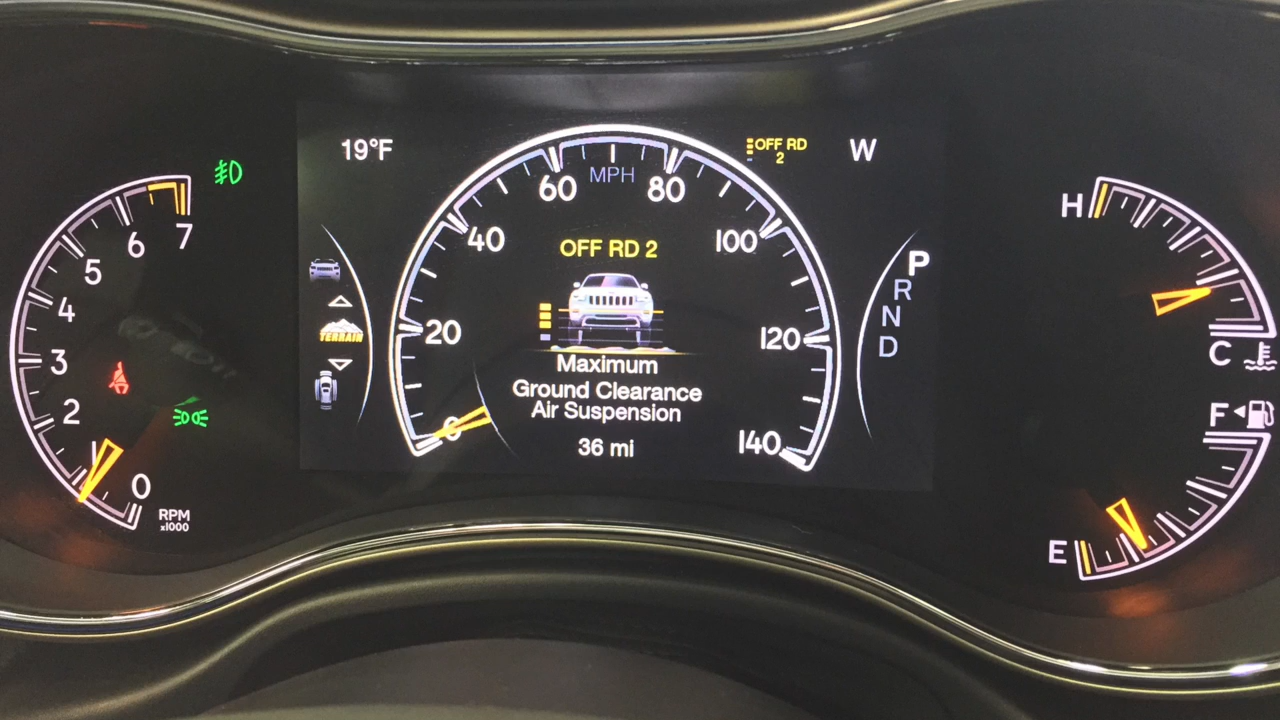 19°F
OFF RD
2
W
MPH
0
20
40
60
80
100
120
140
OFF RD 2
Maximum
Ground Clearance
Air Suspension
36 mi
TERRAIN
P
R
N
D
0
1
2
3
4
5
6
7
RPM
x1000
H
C
F
E